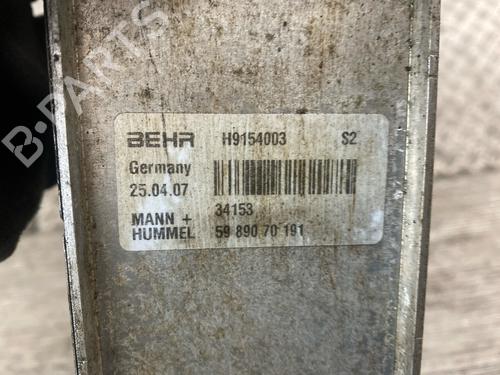 B-PARTS
BEHR H9154003 S2
Germany
25.04.07 34153
MANN +
HUMMEL 59 890 70 191